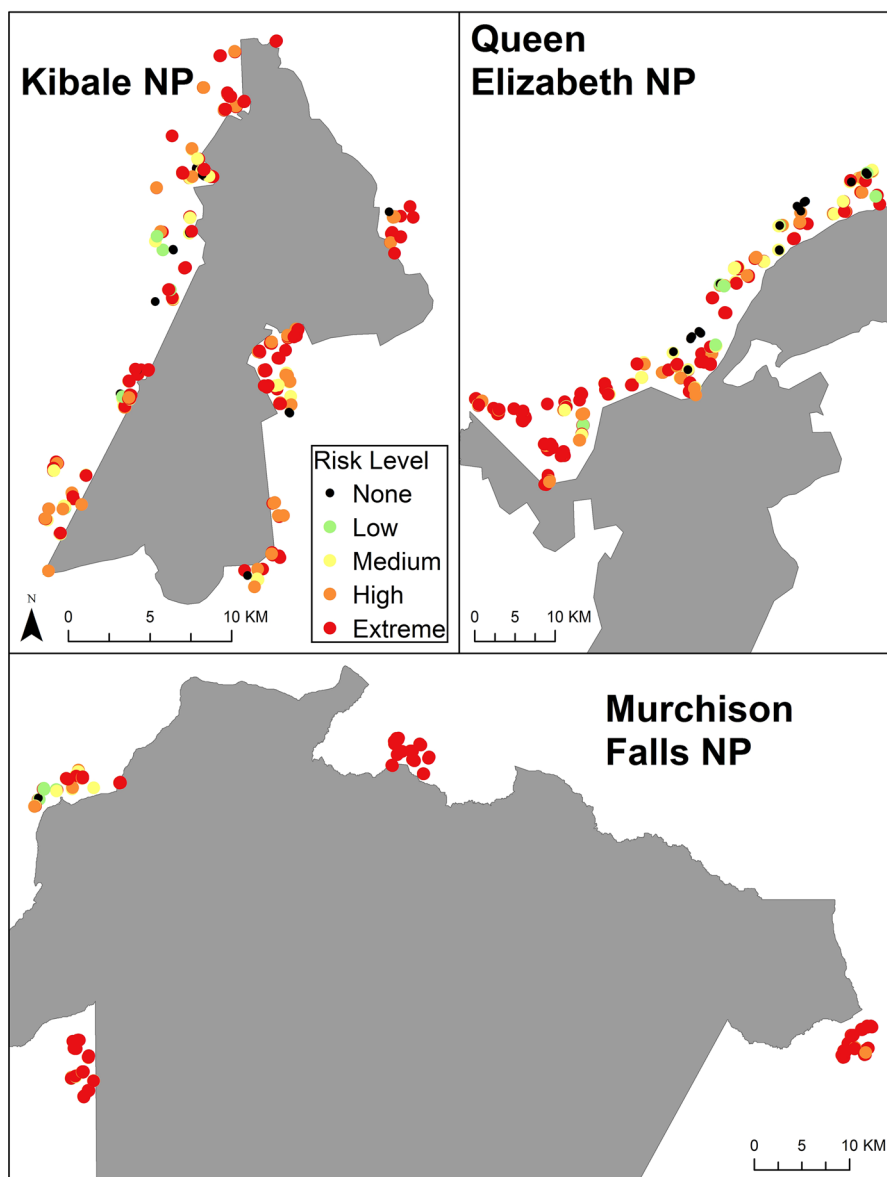 Kibale NP
Queen
Elizabeth NP
Risk Level
None
Low
Medium
High
Extreme
N
0 5 10 KM
0 5 10 KM
Murchison
Falls NP
0 5 10 KM